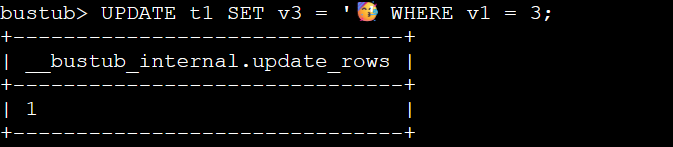 bustub> UPDATE t1 SET v3 = '🥳 WHERE v1 = 3;
+-------------------------------+
| __bustub_internal.update_rows |
+-------------------------------+
| 1                             |
+-------------------------------+